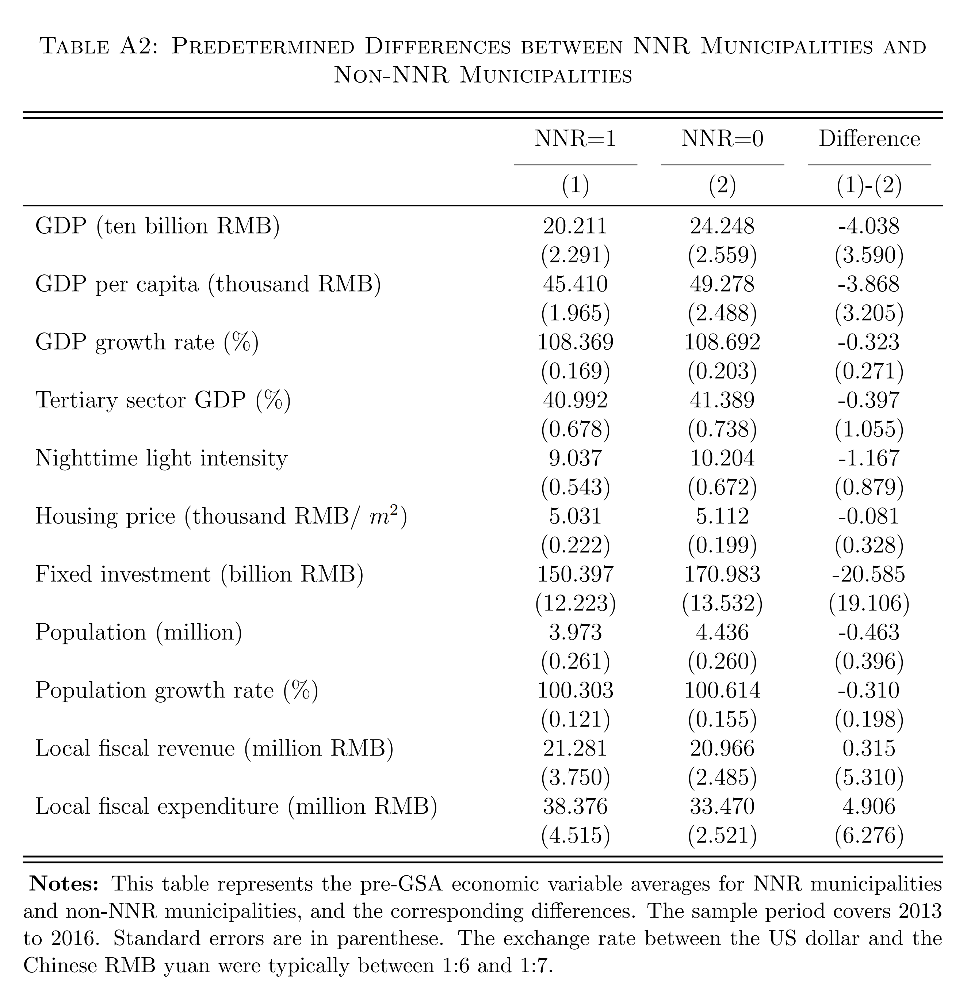 Table A2: Predetermined Differences between NNR Municipalities and
Non-NNR Municipalities
NNR=1 NNR=0 Difference
(1) (2) (1)-(2)
GDP (ten billion RMB) 20.211 24.248 -4.038
(2.291) (2.559) (3.590)
GDP per capita (thousand RMB) 45.410 49.278 -3.868
(1.965) (2.488) (3.205)
GDP growth rate (%) 108.369 108.692 -0.323
(0.169) (0.203) (0.271)
Tertiary sector GDP (%) 40.992 41.389 -0.397
(0.678) (0.738) (1.055)
Nighttime light intensity 9.037 10.204 -1.167
(0.543) (0.672) (0.879)
Housing price (thousand RMB/ m²) 5.031 5.112 -0.081
(0.222) (0.199) (0.328)
Fixed investment (billion RMB) 150.397 170.983 -20.585
(12.223) (13.532) (19.106)
Population (million) 3.973 4.436 -0.463
(0.261) (0.260) (0.396)
Population growth rate (%) 100.303 100.614 -0.310
(0.121) (0.155) (0.198)
Local fiscal revenue (million RMB) 21.281 20.966 0.315
(3.750) (2.485) (5.310)
Local fiscal expenditure (million RMB) 38.376 33.470 4.906
(4.515) (2.521) (6.276)
Notes: This table represents the pre-GSA economic variable averages for NNR municipalities
and non-NNR municipalities, and the corresponding differences. The sample period covers 2013
to 2016. Standard errors are in parenthese. The exchange rate between the US dollar and the
Chinese RMB yuan were typically between 1:6 and 1:7.